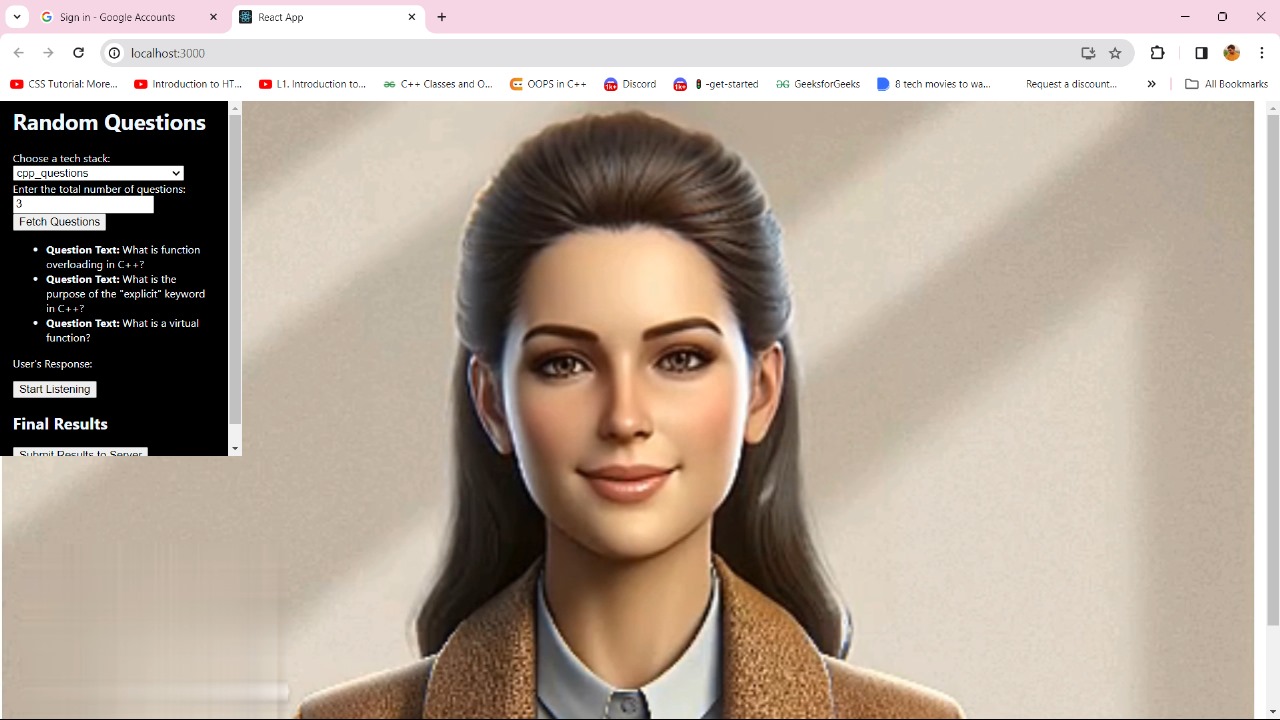 Sign in - Google Accounts
React App
localhost:3000
CSS Tutorial: More...
Introduction to HT...
L1. Introduction to...
C++ Classes and O...
OOPS in C++
1k+ Discord
1k+ -get-started
GeeksforGeeks
8 tech movies to wa...
Request a discount...
All Bookmarks
Random Questions
Choose a tech stack:
cpp_questions
Enter the total number of questions:
3
Fetch Questions
Question Text: What is function
overloading in C++?
Question Text: What is the
purpose of the "explicit" keyword
in C++?
Question Text: What is a virtual
function?
User's Response:
Start Listening
Final Results
Submit Results to Server